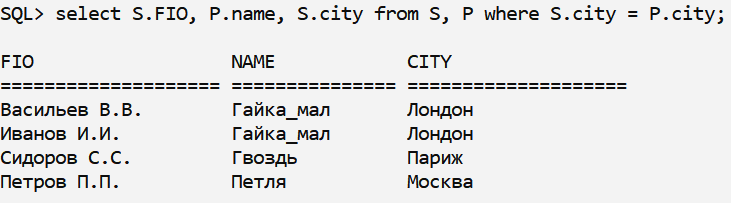 SQL> select S.FIO, P.name, S.city from S, P where S.city = P.city;
FIO                  NAME            CITY
==================== =============== ====================
Васильев В.В.        Гайка_мал       Лондон
Иванов И.И.          Гайка_мал       Лондон
Сидоров С.С.         Гвоздь          Париж
Петров П.П.          Петля           Москва